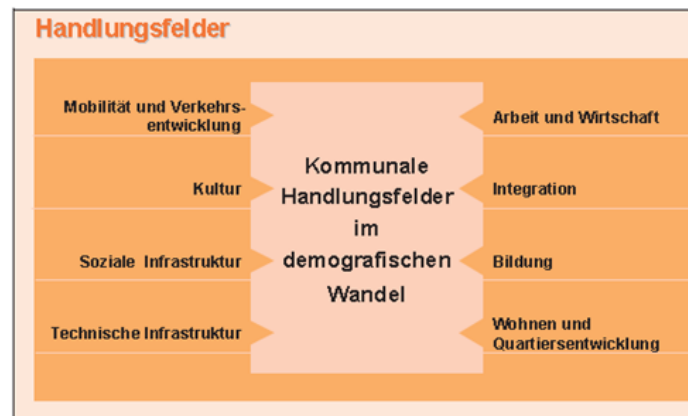 Handlungsfelder
Mobilität und Verkehrs-
entwicklung
Kultur
Soziale Infrastruktur
Technische Infrastruktur
Kommunale
Handlungsfelder
im
demografischen
Wandel
Arbeit und Wirtschaft
Integration
Bildung
Wohnen und
Quartiersentwicklung